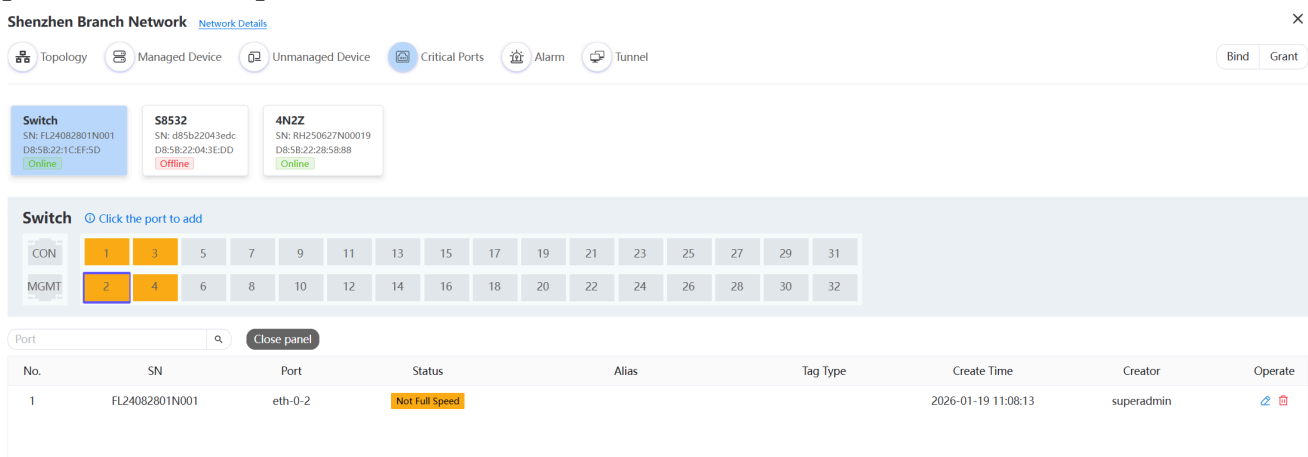 Shenzhen Branch Network Network Details
Topology Managed Device Unmanaged Device Critical Ports Alarm Tunnel Bind Grant
Switch
SN: FL24082801N001
D8:5B:22:1C:EF:5D
Online
S8532
SN: d85b22043edc
D8:5B:22:04:3E:DD
Offline
4N2Z
SN: RH250627N00019
D8:5B:22:28:58:88
Online
Switch Click the port to add
CON 1 3 5 7 9 11 13 15 17 19 21 23 25 27 29 31
MGMT 2 4 6 8 10 12 14 16 18 20 22 24 26 28 30 32
Port Close panel
No. SN Port Status Alias Tag Type Create Time Creator Operate
1 FL24082801N001 eth-0-2 Not Full Speed 2026-01-19 11:08:13 superadmin